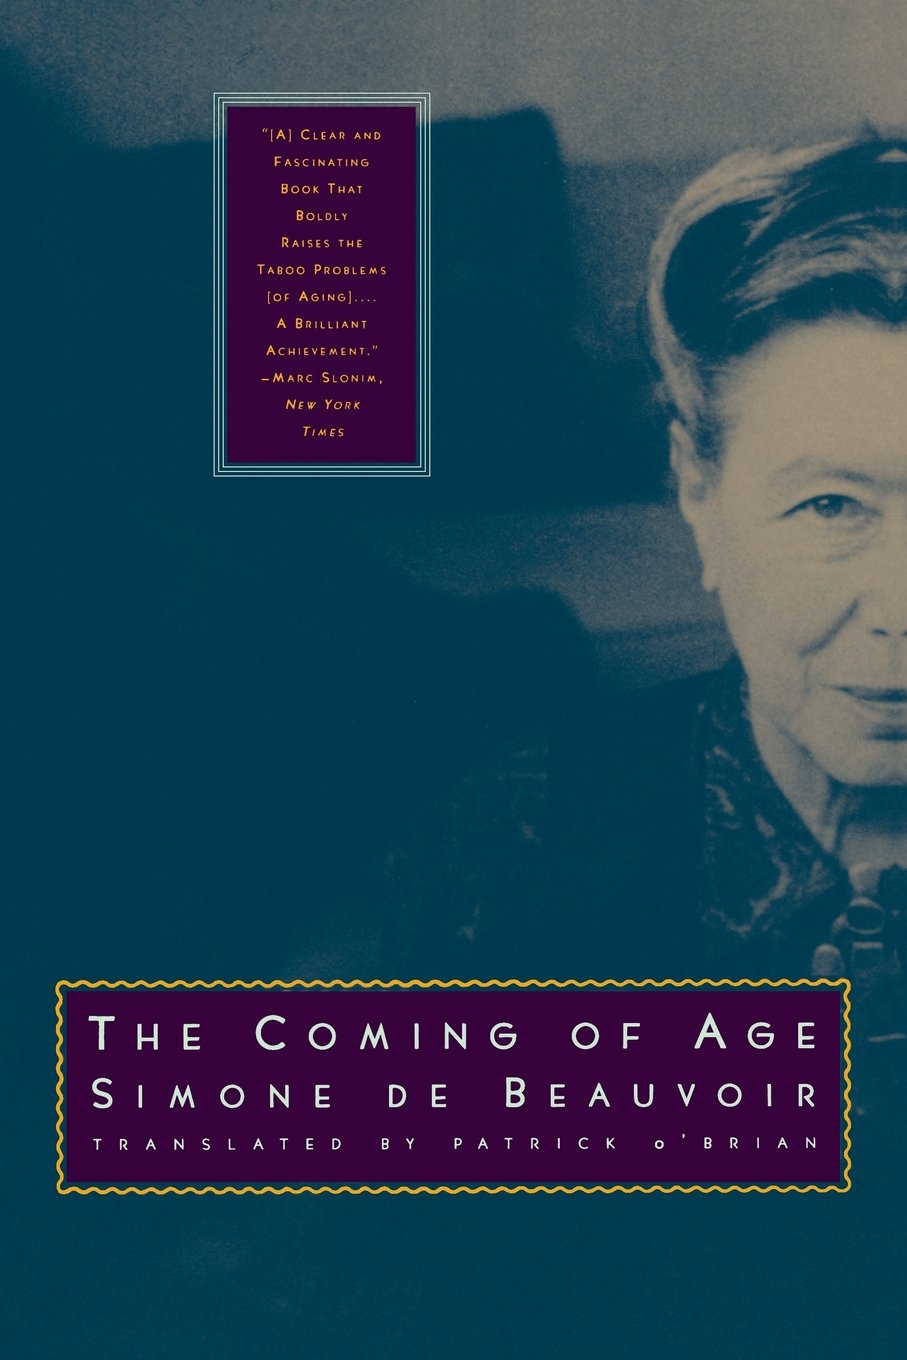 “[A] Clear and
Fascinating
Book That
Boldly
Raises the
Taboo Problems
[of Aging]....
A Brilliant
Achievement.”
–Marc Slonim,
New York
Times
The Coming of Age
Simone de Beauvoir
translated by patrick o’brian